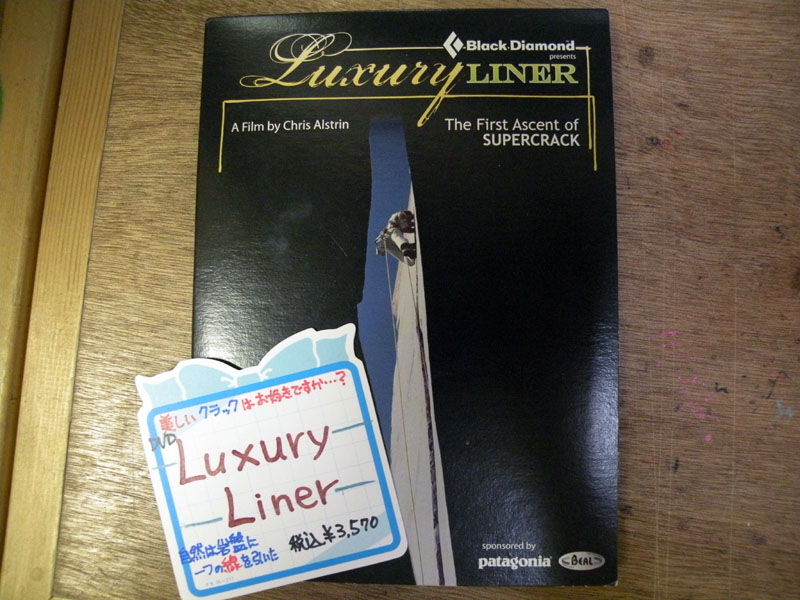 Black Diamond
presents
Luxury LINER
A Film by Chris Alstrin
The First Ascent of
SUPERCRACK
美しいクラックはお好きですか…?
DVD
Luxury
Liner
自然は岩盤に
一つの線を引いた
税込¥3,570
sponsored by
patagonia BEAL